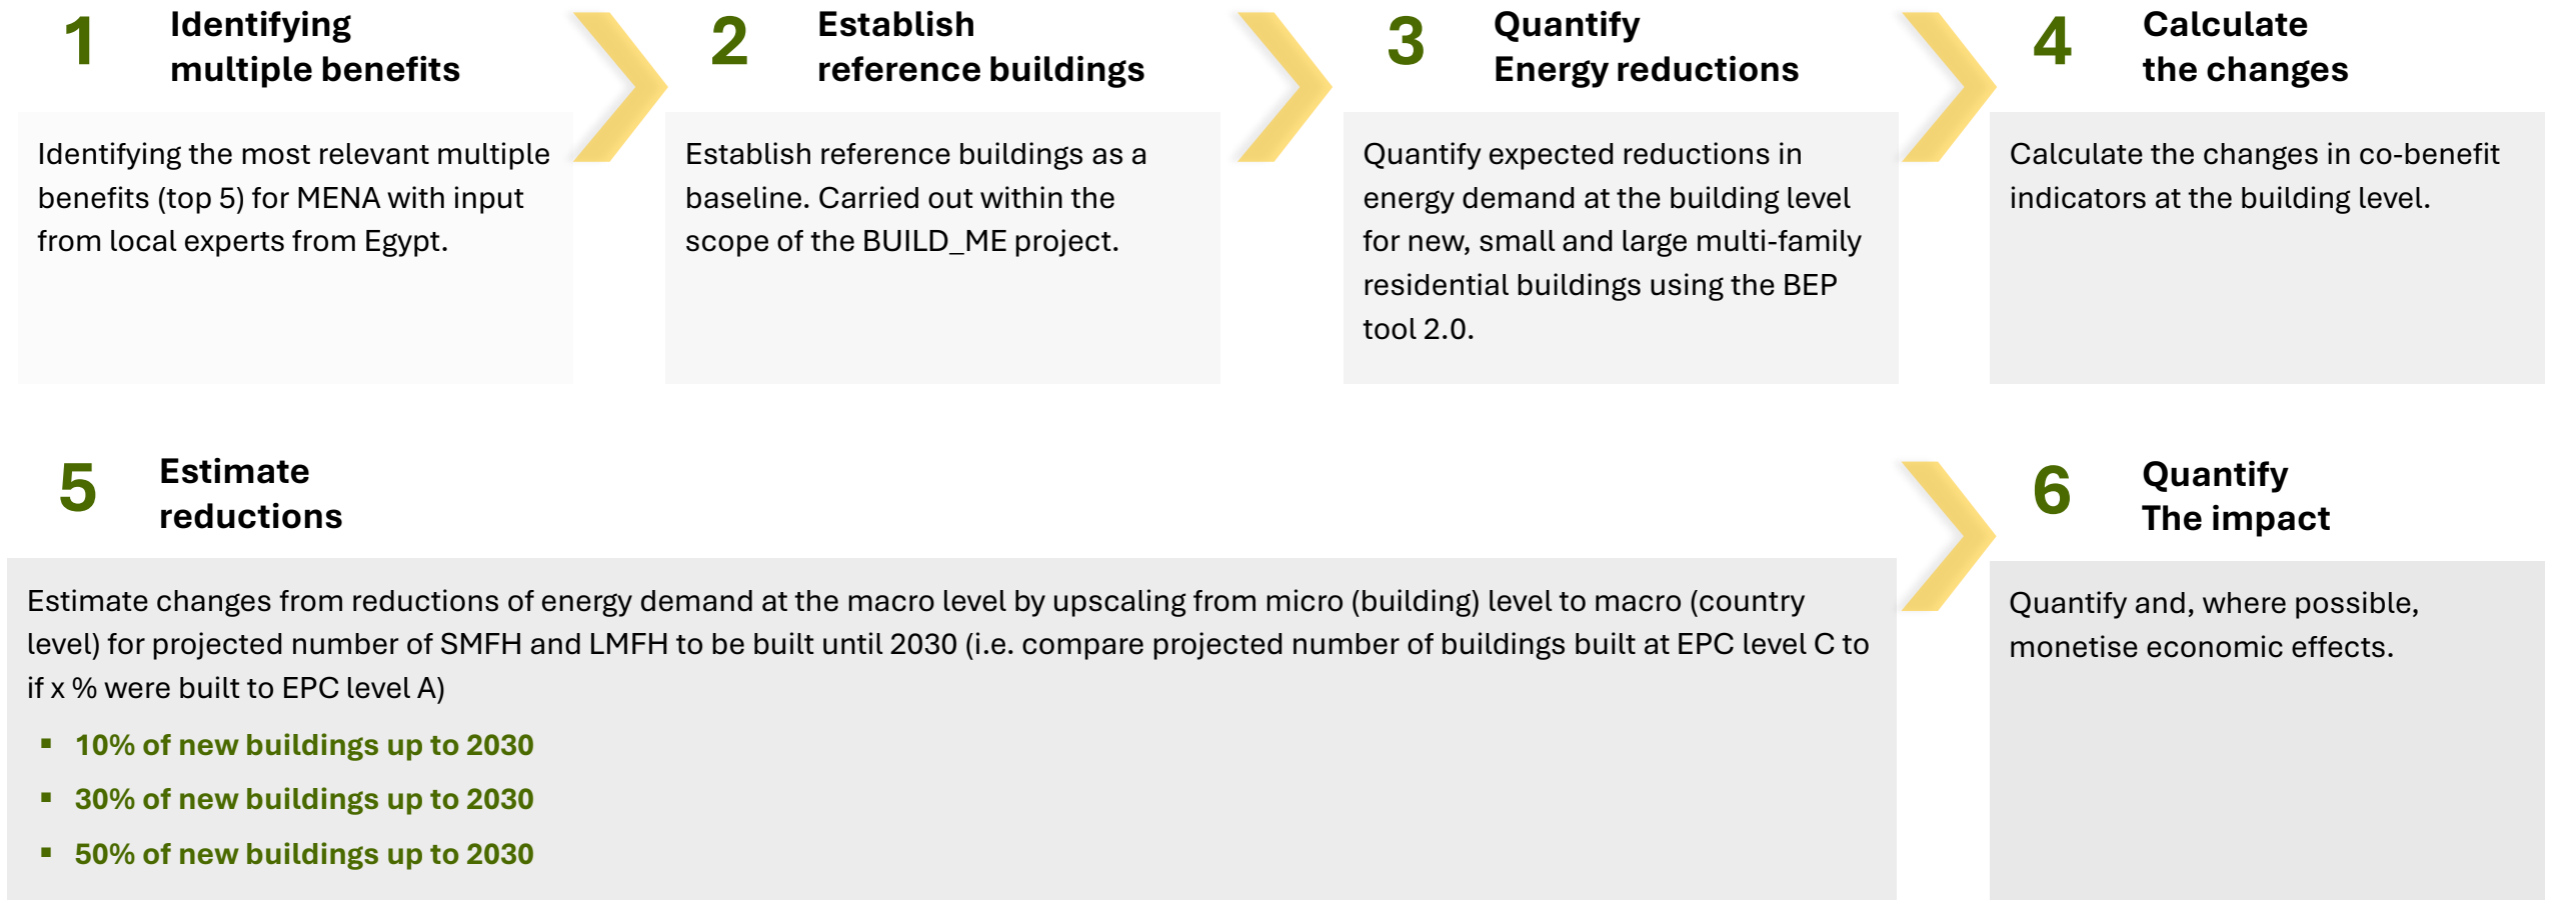 1
Identifying
multiple benefits
Identifying the most relevant multiple
benefits (top 5) for MENA with input
from local experts from Egypt.
2
Establish
reference buildings
Establish reference buildings as a
baseline. Carried out within the
scope of the BUILD_ME project.
3
Quantify
Energy reductions
Quantify expected reductions in
energy demand at the building level
for new, small and large multi-family
residential buildings using the BEP
tool 2.0.
4
Calculate
the changes
Calculate the changes in co-benefit
indicators at the building level.
5
Estimate
reductions
Estimate changes from reductions of energy demand at the macro level by upscaling from micro (building) level to macro (country
level) for projected number of SMFH and LMFH to be built until 2030 (i.e. compare projected number of buildings built at EPC level C to
if x % were built to EPC level A)
▪ 10% of new buildings up to 2030
▪ 30% of new buildings up to 2030
▪ 50% of new buildings up to 2030
6
Quantify
The impact
Quantify and, where possible,
monetise economic effects.